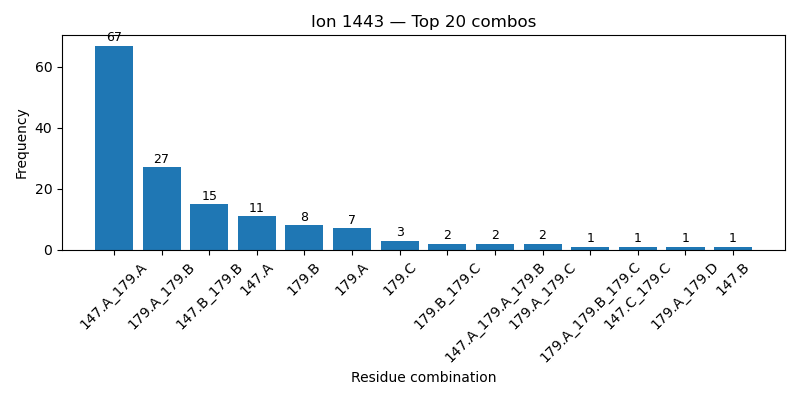 Ion 1443 — Top 20 combos
Frequency
60
40
20
0
67
27
15
11
8
7
3
2
2
2
1
1
1
1
147.A_179.A
179.A_179.B
147.B_179.B
147.A
179.B
179.A
179.C
179.B_179.C
147.A_179.A_179.B
179.A_179.C
179.A_179.B_179.C
147.C_179.C
179.A_179.D
147.B
Residue combination